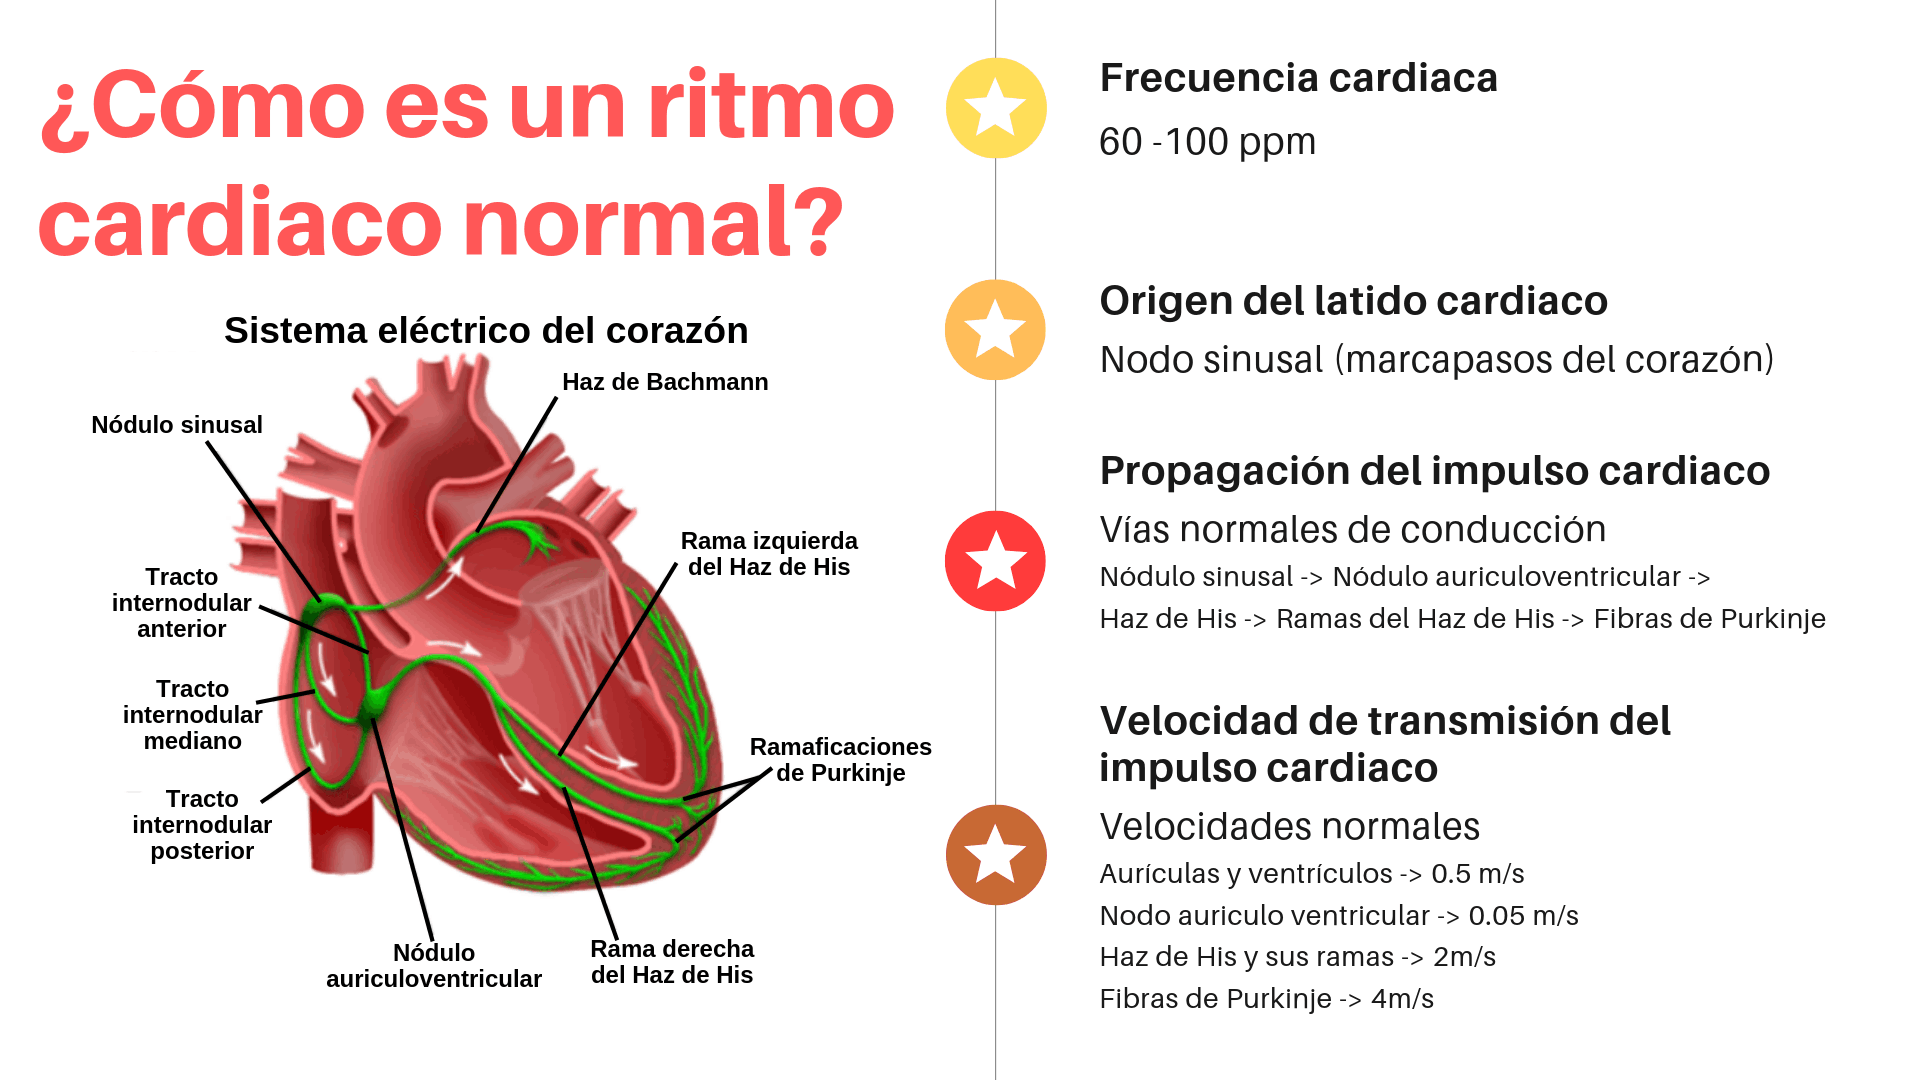 ¿Cómo es un ritmo
cardiaco normal?
Sistema eléctrico del corazón
Haz de Bachmann
Nódulo sinusal
Rama izquierda
del Haz de His
Tracto
internodular
anterior
Tracto
internodular
mediano
Ramaficaciones
de Purkinje
Tracto
internodular
posterior
Nódulo
auriculoventricular
Rama derecha
del Haz de His
Frecuencia cardiaca
60 -100 ppm
Origen del latido cardiaco
Nodo sinusal (marcapasos del corazón)
Propagación del impulso cardiaco
Vías normales de conducción
Nódulo sinusal -> Nódulo auriculoventricular ->
Haz de His -> Ramas del Haz de His -> Fibras de Purkinje
Velocidad de transmisión del
impulso cardiaco
Velocidades normales
Aurículas y ventrículos -> 0.5 m/s
Nodo auriculo ventricular -> 0.05 m/s
Haz de His y sus ramas -> 2m/s
Fibras de Purkinje -> 4m/s